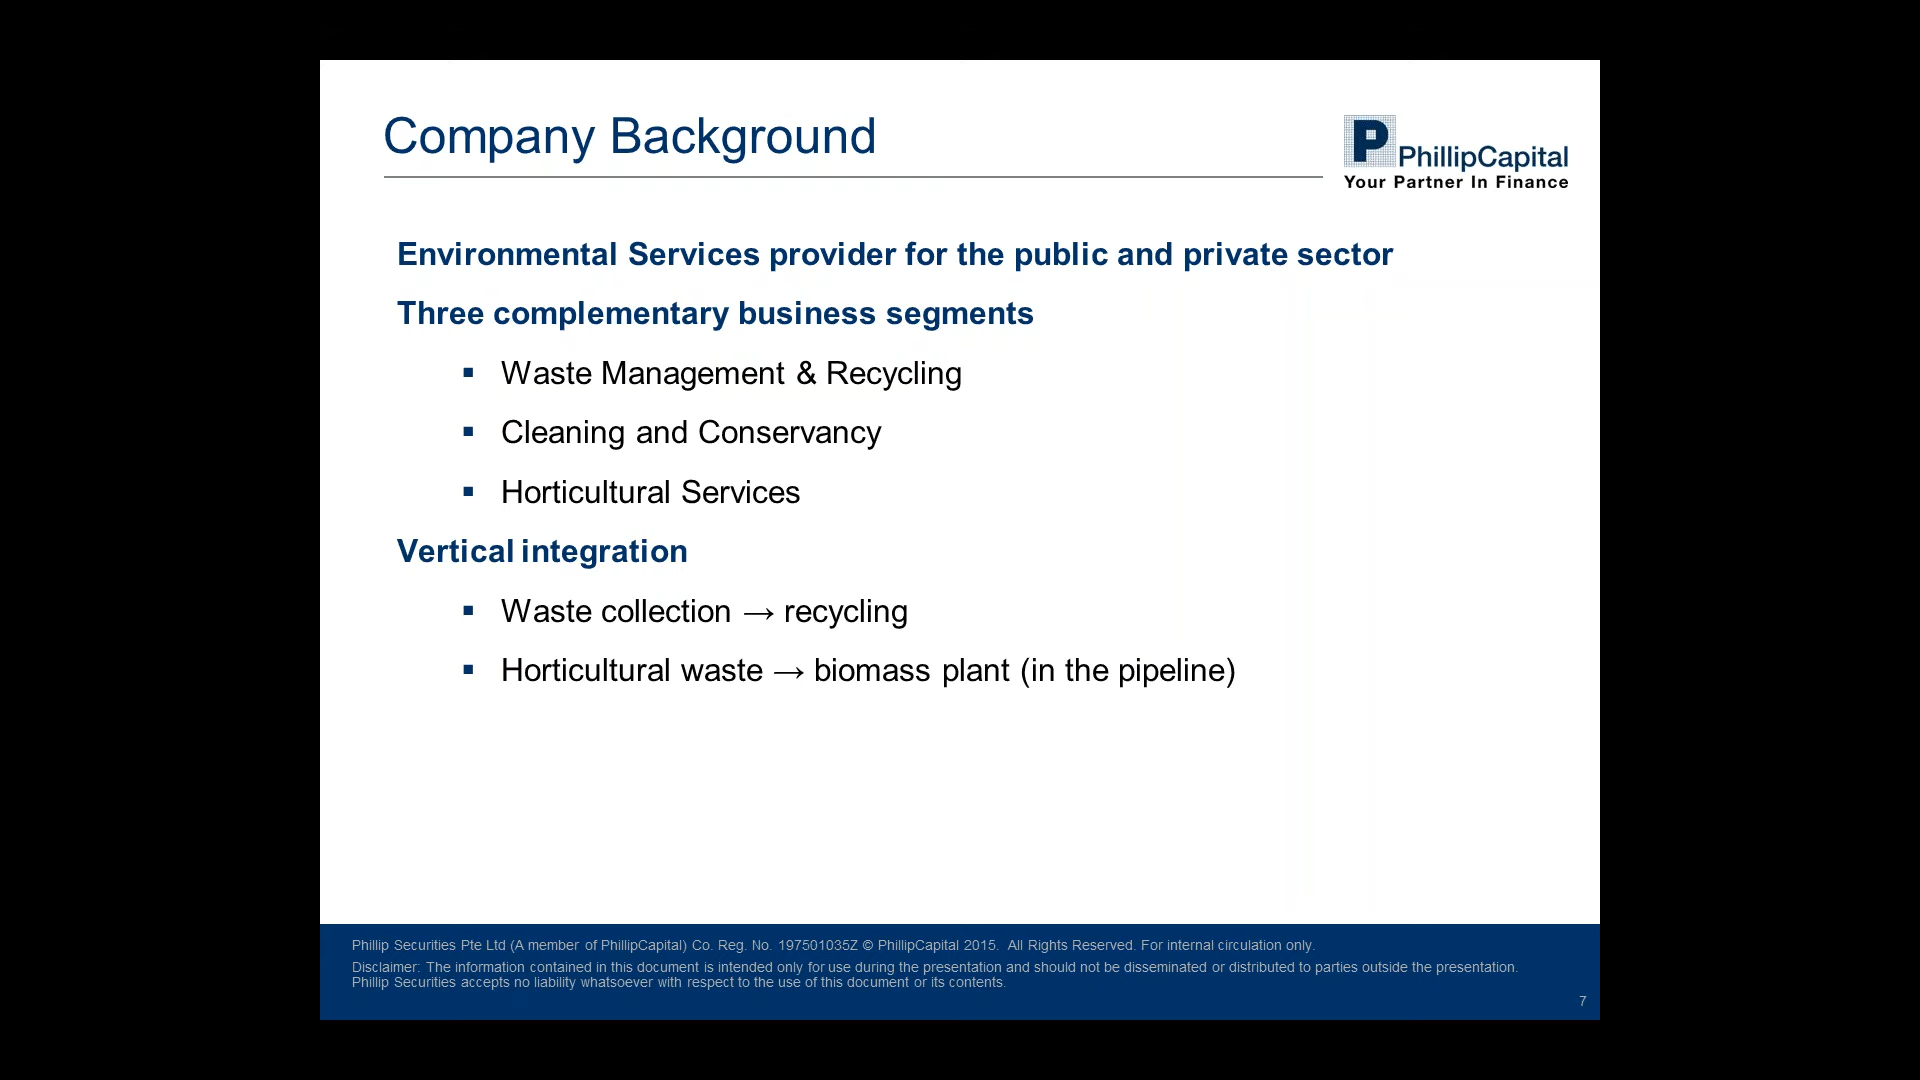 Company Background
P
PhillipCapital
Your Partner In Finance
Environmental Services provider for the public and private sector
Three complementary business segments
▪ Waste Management & Recycling
▪ Cleaning and Conservancy
▪ Horticultural Services
Vertical integration
▪ Waste collection → recycling
▪ Horticultural waste → biomass plant (in the pipeline)
Phillip Securities Pte Ltd (A member of PhillipCapital) Co. Reg. No. 197501035Z © PhillipCapital 2015. All Rights Reserved. For internal circulation only.
Disclaimer: The information contained in this document is intended only for use during the presentation and should not be disseminated or distributed to parties outside the presentation.
Phillip Securities accepts no liability whatsoever with respect to the use of this document or its contents.
7